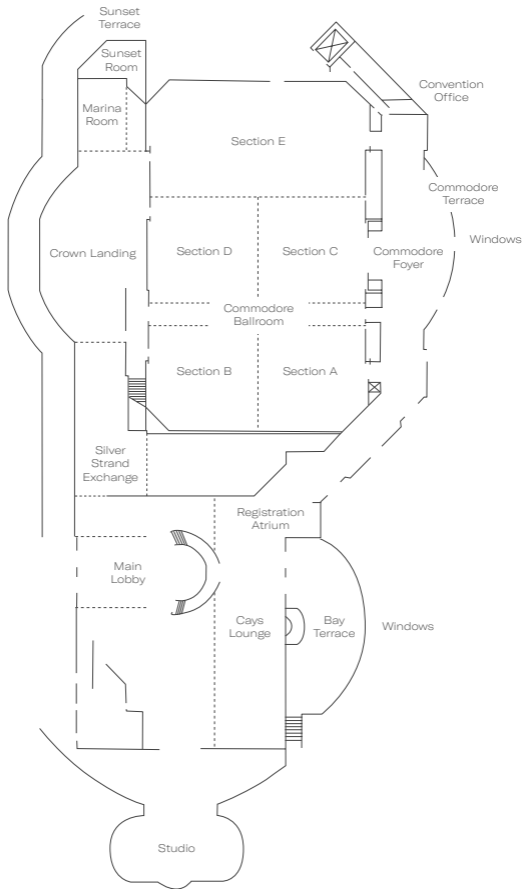 Sunset
Terrace
Sunset
Room
Marina
Room
Convention
Office
Section E
Commodore
Terrace
Windows
Crown Landing
Section D
Section C
Commodore
Foyer
Commodore
Ballroom
Section B
Section A
Silver
Strand
Exchange
Registration
Atrium
Main
Lobby
Cays
Lounge
Bay
Terrace
Windows
Studio